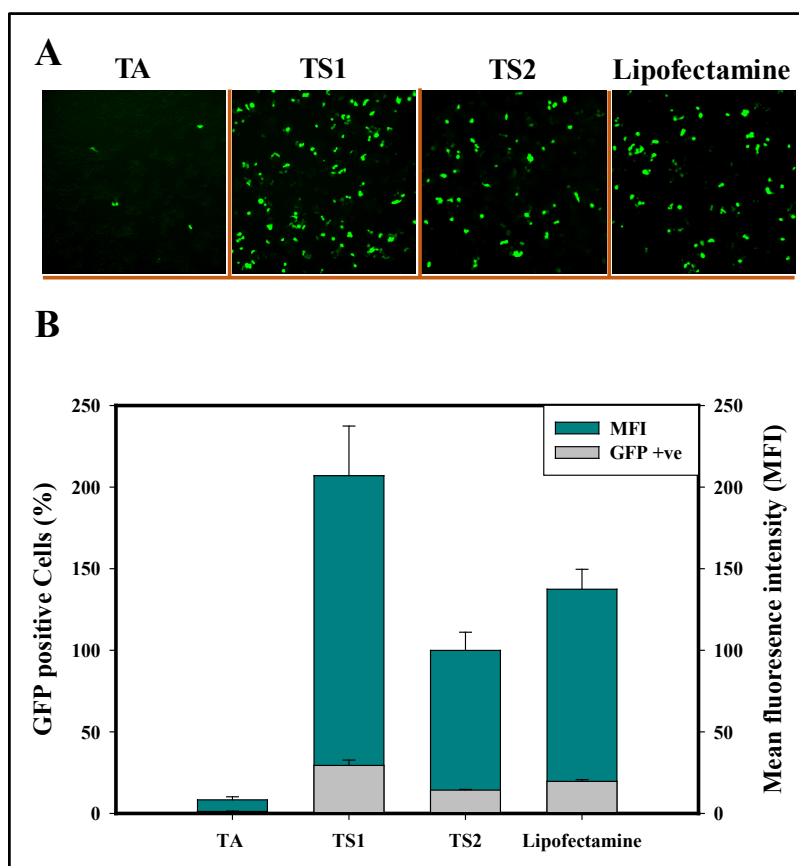 A
TA TS1 TS2 Lipofectamine
B
GFP positive Cells (%)
250
200
150
100
50
0
MFI
GFP +ve
250
200
150
100
50
0
Mean fluoresence intensity (MFI)
TA TS1 TS2 Lipofectamine